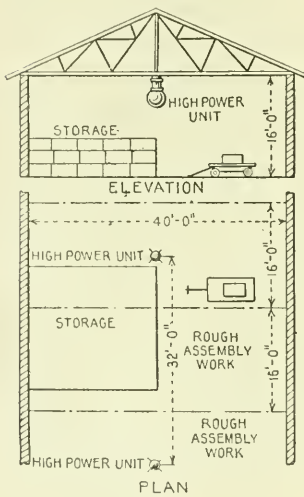 HIGH POWER
UNIT
STORAGE
16'-0"
ELEVATION
40'-0"
16'-0"
HIGH POWER UNIT
STORAGE
32'-0"
ROUGH
ASSEMBLY
WORK
16'-0"
ROUGH
ASSEMBLY
WORK
HIGH POWER UNIT
PLAN